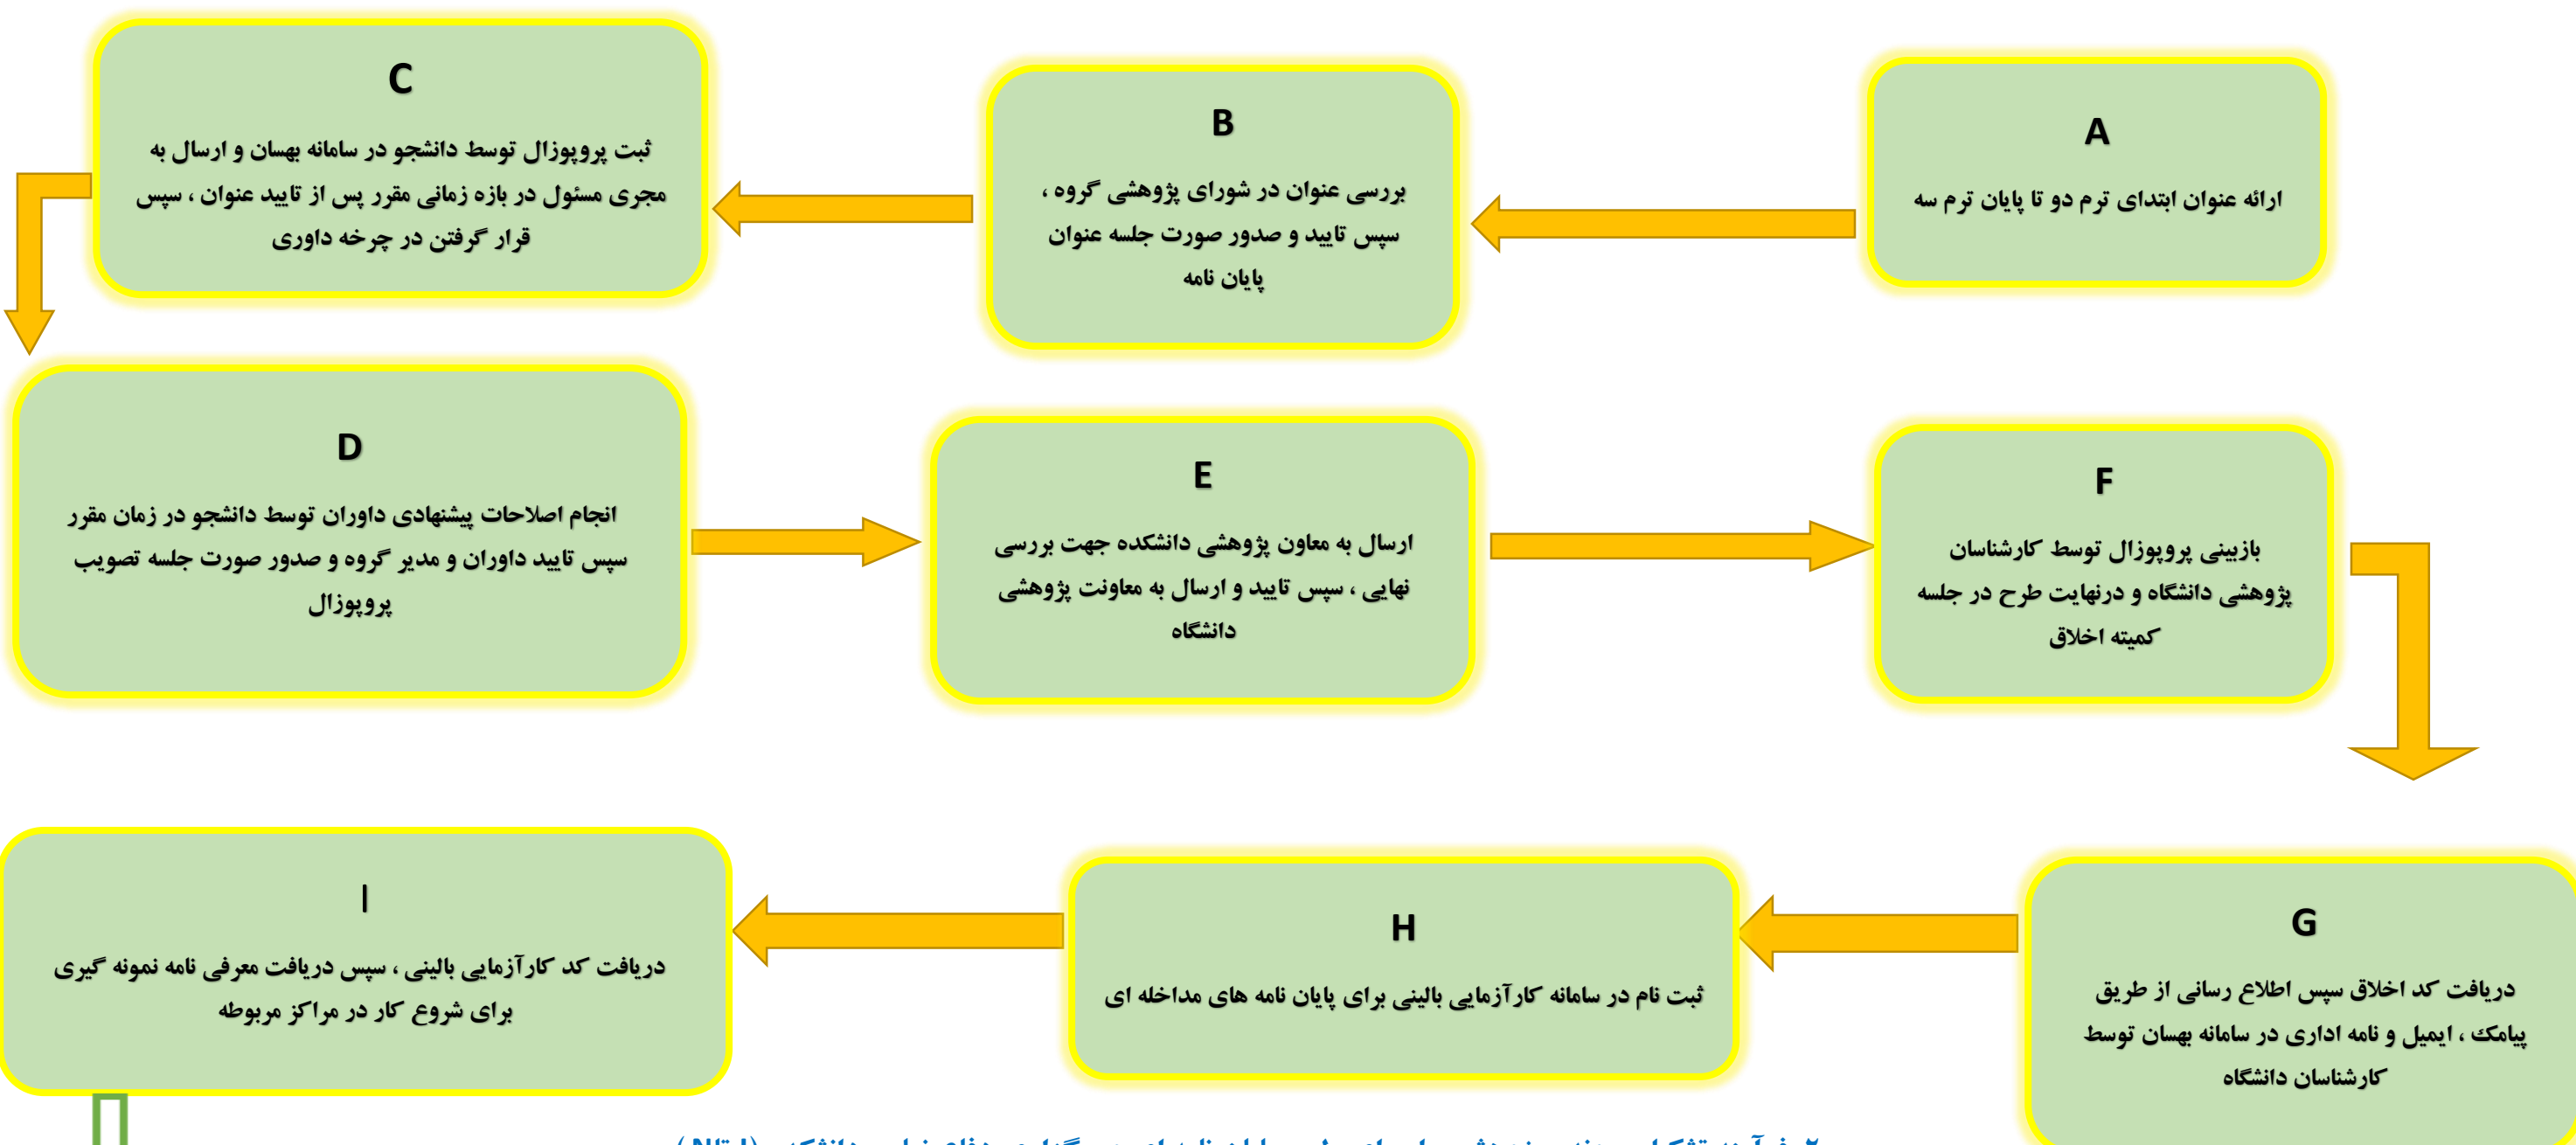 A
ارائه عنوان ابتدای ترم دو تا پایان ترم سه
B
بررسی عنوان در شورای پژوهشی گروه ،
سپس تایید و صدور صورت جلسه عنوان
پایان نامه
C
ثبت پروپوزال توسط دانشجو در سامانه بهسان و ارسال به
مجری مسئول در بازه زمانی مقرر پس از تایید عنوان ، سپس
قرار گرفتن در چرخه داوری
D
انجام اصلاحات پیشنهادی داوران توسط دانشجو در زمان مقرر
سپس تایید داوران و مدیر گروه و صدور صورت جلسه تصویب
پروپوزال
E
ارسال به معاون پژوهشی دانشکده جهت بررسی
نهایی ، سپس تایید و ارسال به معاونت پژوهشی
دانشگاه
F
بازبینی پروپوزال توسط کارشناسان
پژوهشی دانشگاه و درنهایت طرح در جلسه
کمیته اخلاق
G
دریافت کد اخلاق سپس اطلاع رسانی از طریق
پیامک ، ایمیل و نامه اداری در سامانه بهسان توسط
کارشناسان دانشگاه
H
ثبت نام در سامانه کارآزمایی بالینی برای پایان نامه های مداخله ای
I
دریافت کد کارآزمایی بالینی ، سپس دریافت معرفی نامه نمونه گیری
برای شروع کار در مراکز مربوطه